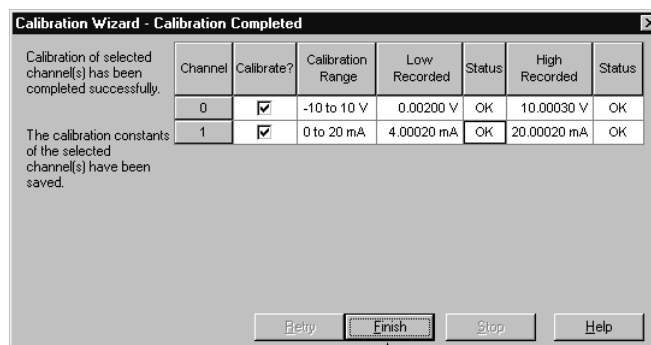 Calibration Wizard - Calibration Completed
Calibration of selected
channel(s) has been
completed successfully.
The calibration constants
of the selected
channel(s) have been
saved.
Channel Calibrate? Calibration Range Low Recorded Status High Recorded Status
0 -10 to 10 V 0.00200 V OK 10.00030 V OK
1 0 to 20 mA 4.00020 mA OK 20.00020 mA OK
Retry Finish Stop Help